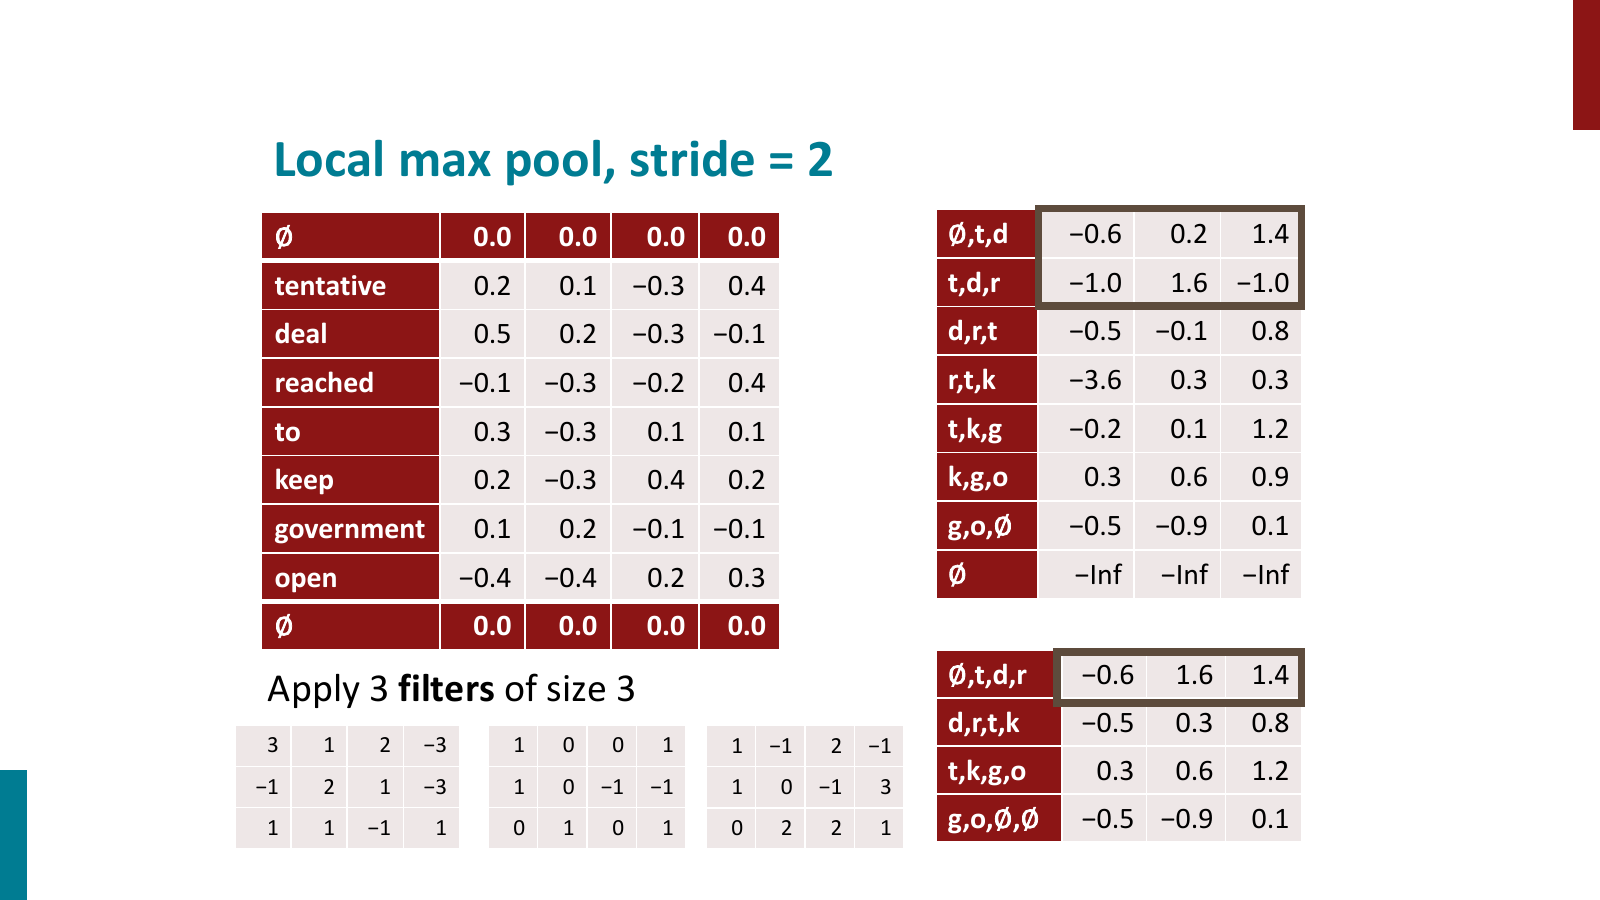 Local max pool, stride = 2
Ø 0.0 0.0 0.0 0.0
tentative 0.2 0.1 −0.3 0.4
deal 0.5 0.2 −0.3 −0.1
reached −0.1 −0.3 −0.2 0.4
to 0.3 −0.3 0.1 0.1
keep 0.2 −0.3 0.4 0.2
government 0.1 0.2 −0.1 −0.1
open −0.4 −0.4 0.2 0.3
Ø 0.0 0.0 0.0 0.0
Apply 3 filters of size 3
3 1 2 −3
−1 2 1 −3
1 1 −1 1
1 0 0 1
1 0 −1 −1
0 1 0 1
1 −1 2 −1
1 0 −1 3
0 2 2 1
Ø,t,d −0.6 0.2 1.4
t,d,r −1.0 1.6 −1.0
d,r,t −0.5 −0.1 0.8
r,t,k −3.6 0.3 0.3
t,k,g −0.2 0.1 1.2
k,g,o 0.3 0.6 0.9
g,o,Ø −0.5 −0.9 0.1
Ø −Inf −Inf −Inf
Ø,t,d,r −0.6 1.6 1.4
d,r,t,k −0.5 0.3 0.8
t,k,g,o 0.3 0.6 1.2
g,o,Ø,Ø −0.5 −0.9 0.1